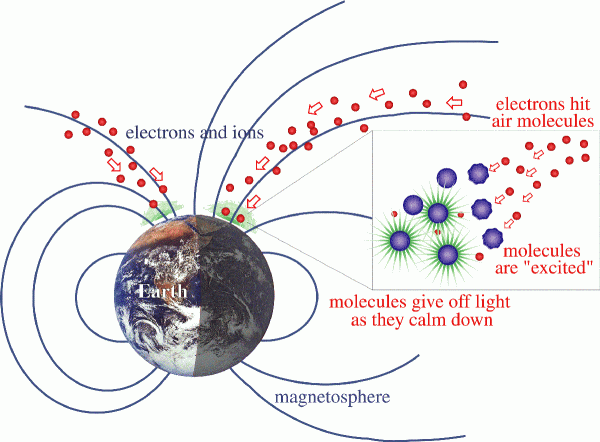 electrons and ions
electrons hit
air molecules
molecules
are "excited"
Earth
molecules give off light
as they calm down
magnetosphere